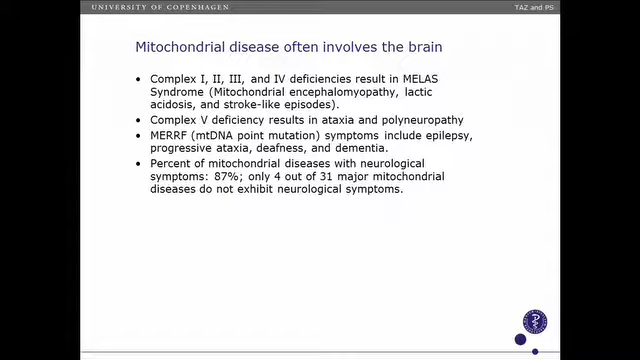 UNIVERSITY OF COPENHAGEN
TAZ and PS
Mitochondrial disease often involves the brain
• Complex I, II, III, and IV deficiencies result in MELAS
Syndrome (Mitochondrial encephalomyopathy, lactic
acidosis, and stroke-like episodes).
• Complex V deficiency results in ataxia and polyneuropathy
• MERRF (mtDNA point mutation) symptoms include epilepsy,
progressive ataxia, deafness, and dementia.
• Percent of mitochondrial diseases with neurological
symptoms: 87%; only 4 out of 31 major mitochondrial
diseases do not exhibit neurological symptoms.